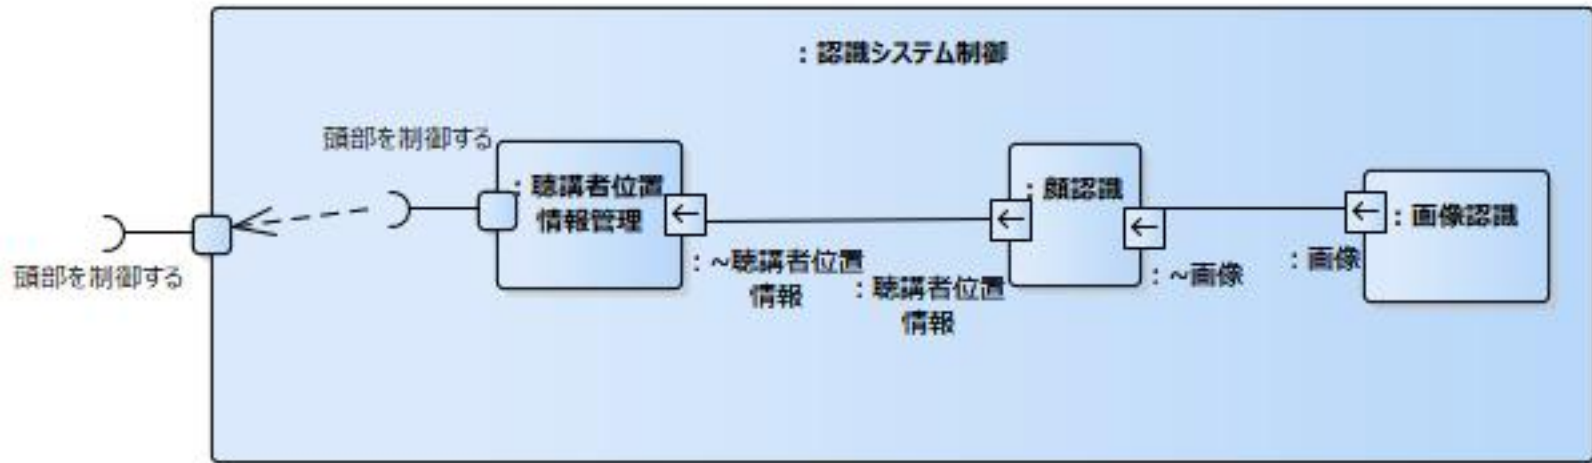 : 認識システム制御
頭部を制御する
頭部を制御する
: 聴講者位置
情報管理
: ~聴講者位置
情報
: 聴講者位置
情報
: 顔認識
: ~画像
: 画像
: 画像認識